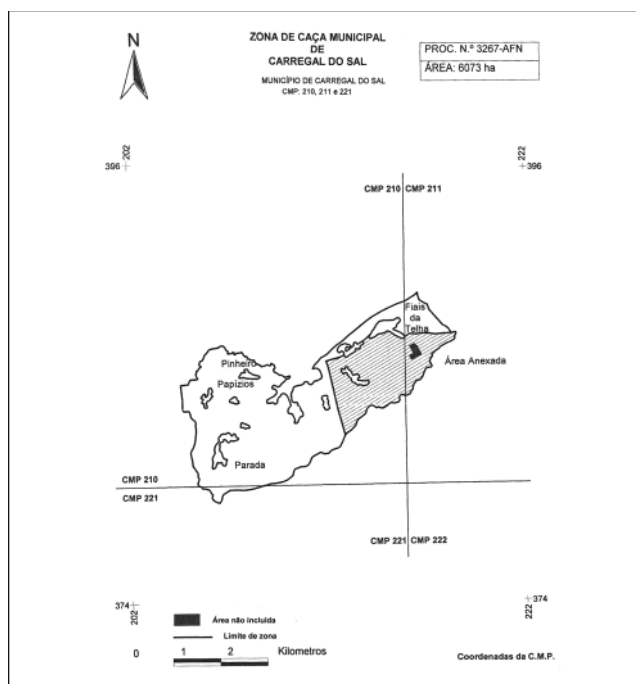 N
ZONA DE CAÇA MUNICIPAL
DE
CARREGAL DO SAL
MUNICÍPIO DE CARREGAL DO SAL
CMP: 210, 211 e 221
PROC. N.º 3267-AFN
ÁREA: 6073 ha
202
396
222
396
CMP 210 CMP 211
Fiais
da
Telha
Área Anexada
Pinheiro
Papízios
Parada
CMP 210
CMP 221
CMP 221 CMP 222
374
202
374
222
Área não incluída
Limite de zona
0 1 2 Kilometros
Coordenadas da C.M.P.